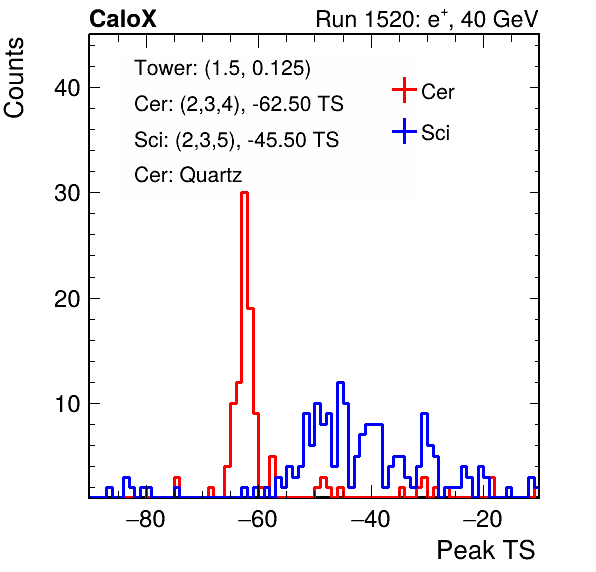 CaloX Run 1520: e⁺, 40 GeV
Counts
Tower: (1.5, 0.125)
Cer: (2,3,4), -62.50 TS
Sci: (2,3,5), -45.50 TS
Cer: Quartz
Cer
Sci
40
30
20
10
−80 −60 −40 −20
Peak TS